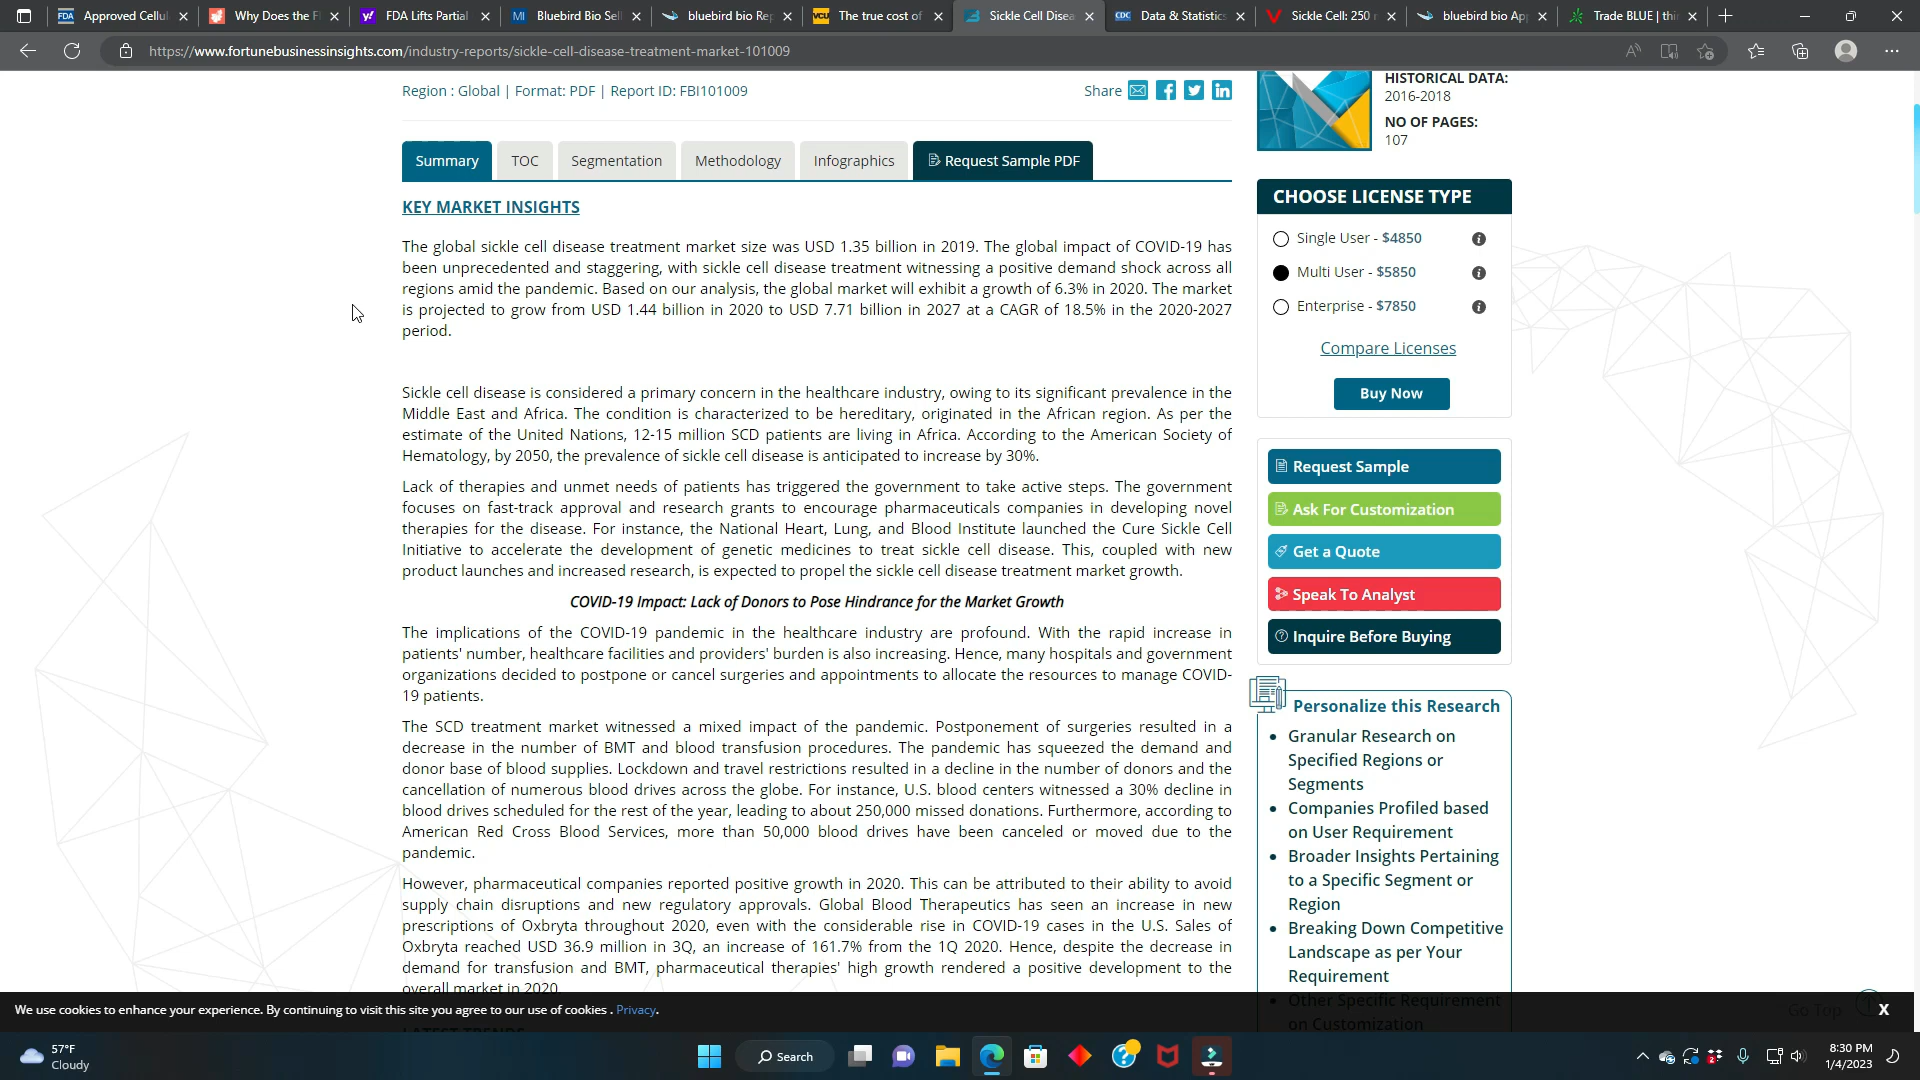 FDA Approved Cellul
Why Does the F
FDA Lifts Partial
MI Bluebird Bio Sel
bluebird bio Rep
VCU The true cost of
Sickle Cell Disea
CDC Data & Statistics
Sickle Cell: 250
bluebird bio App
Trade BLUE | thi
https://www.fortunebusinessinsights.com/industry-reports/sickle-cell-disease-treatment-market-101009
Region : Global | Format: PDF | Report ID: FBI101009
Share
HISTORICAL DATA:
2016-2018
NO OF PAGES:
107
Summary
TOC
Segmentation
Methodology
Infographics
Request Sample PDF
KEY MARKET INSIGHTS
The global sickle cell disease treatment market size was USD 1.35 billion in 2019. The global impact of COVID-19 has
been unprecedented and staggering, with sickle cell disease treatment witnessing a positive demand shock across all
regions amid the pandemic. Based on our analysis, the global market will exhibit a growth of 6.3% in 2020. The market
is projected to grow from USD 1.44 billion in 2020 to USD 7.71 billion in 2027 at a CAGR of 18.5% in the 2020-2027
period.
Sickle cell disease is considered a primary concern in the healthcare industry, owing to its significant prevalence in the
Middle East and Africa. The condition is characterized to be hereditary, originated in the African region. As per the
estimate of the United Nations, 12-15 million SCD patients are living in Africa. According to the American Society of
Hematology, by 2050, the prevalence of sickle cell disease is anticipated to increase by 30%.
Lack of therapies and unmet needs of patients has triggered the government to take active steps. The government
focuses on fast-track approval and research grants to encourage pharmaceuticals companies in developing novel
therapies for the disease. For instance, the National Heart, Lung, and Blood Institute launched the Cure Sickle Cell
Initiative to accelerate the development of genetic medicines to treat sickle cell disease. This, coupled with new
product launches and increased research, is expected to propel the sickle cell disease treatment market growth.
COVID-19 Impact: Lack of Donors to Pose Hindrance for the Market Growth
The implications of the COVID-19 pandemic in the healthcare industry are profound. With the rapid increase in
patients' number, healthcare facilities and providers' burden is also increasing. Hence, many hospitals and government
organizations decided to postpone or cancel surgeries and appointments to allocate the resources to manage COVID-
19 patients.
The SCD treatment market witnessed a mixed impact of the pandemic. Postponement of surgeries resulted in a
decrease in the number of BMT and blood transfusion procedures. The pandemic has squeezed the demand and
donor base of blood supplies. Lockdown and travel restrictions resulted in a decline in the number of donors and the
cancellation of numerous blood drives across the globe. For instance, U.S. blood centers witnessed a 30% decline in
blood drives scheduled for the rest of the year, leading to about 250,000 missed donations. Furthermore, according to
American Red Cross Blood Services, more than 50,000 blood drives have been canceled or moved due to the
pandemic.
However, pharmaceutical companies reported positive growth in 2020. This can be attributed to their ability to avoid
supply chain disruptions and new regulatory approvals. Global Blood Therapeutics has seen an increase in new
prescriptions of Oxbryta throughout 2020, even with the considerable rise in COVID-19 cases in the U.S. Sales of
Oxbryta reached USD 36.9 million in 3Q, an increase of 161.7% from the 1Q 2020. Hence, despite the decrease in
demand for transfusion and BMT, pharmaceutical therapies' high growth rendered a positive development to the
overall market in 2020.
LATEST TRENDS
CHOOSE LICENSE TYPE
Single User - $4850
Multi User - $5850
Enterprise - $7850
Compare Licenses
Buy Now
Request Sample
Ask For Customization
Get a Quote
Speak To Analyst
Inquire Before Buying
Personalize this Research
• Granular Research on
Specified Regions or
Segments
• Companies Profiled based
on User Requirement
• Broader Insights Pertaining
to a Specific Segment or
Region
• Breaking Down Competitive
Landscape as per Your
Requirement
• Other Specific Requirement
on Customization
Go Top
We use cookies to enhance your experience. By continuing to visit this site you agree to our use of cookies . Privacy.
X
57°F
Cloudy
Search
8:30 PM
1/4/2023